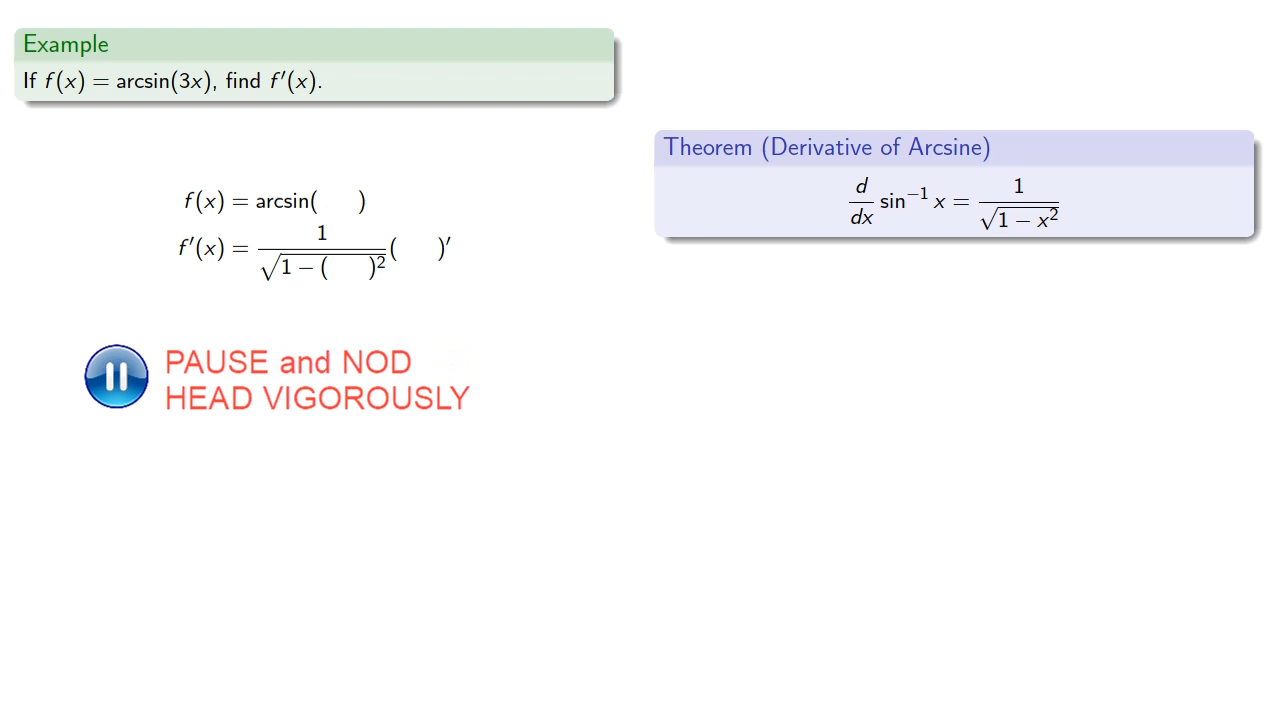 Example
If f(x) = arcsin(3x), find f′(x).
Theorem (Derivative of Arcsine)
d/dx sin⁻¹ x = 1/√(1 − x²)
f(x) = arcsin(   )
f′(x) = 1/√(1 − (   )²) (   )′
PAUSE and NOD
HEAD VIGOROUSLY